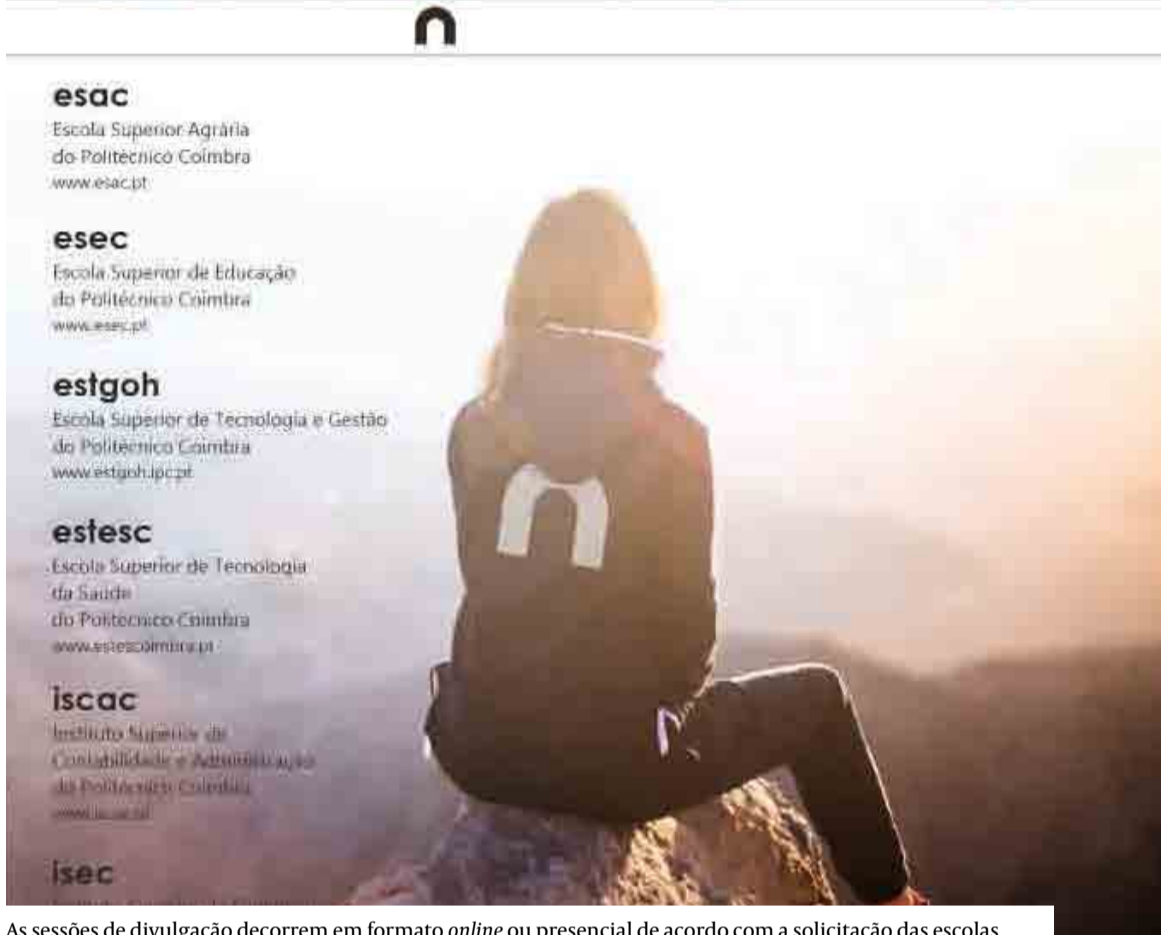 n
esac
Escola Superior Agrária
do Politécnico Coimbra
www.esac.pt
esec
Escola Superior de Educação
do Politécnico Coimbra
www.esec.pt
estgoh
Escola Superior de Tecnologia e Gestão
do Politécnico Coimbra
www.estgoh.ipc.pt
n
estesc
Escola Superior de Tecnologia
da Saúde
do Politécnico Coimbra
www.estescoimbra.pt
iscac
Instituto Superior de
Contabilidade e Administração
do Politécnico Coimbra
www.iscac.pt
isec
As sessões de divulgação decorrem em formato online ou presencial de acordo com a solicitação das escolas